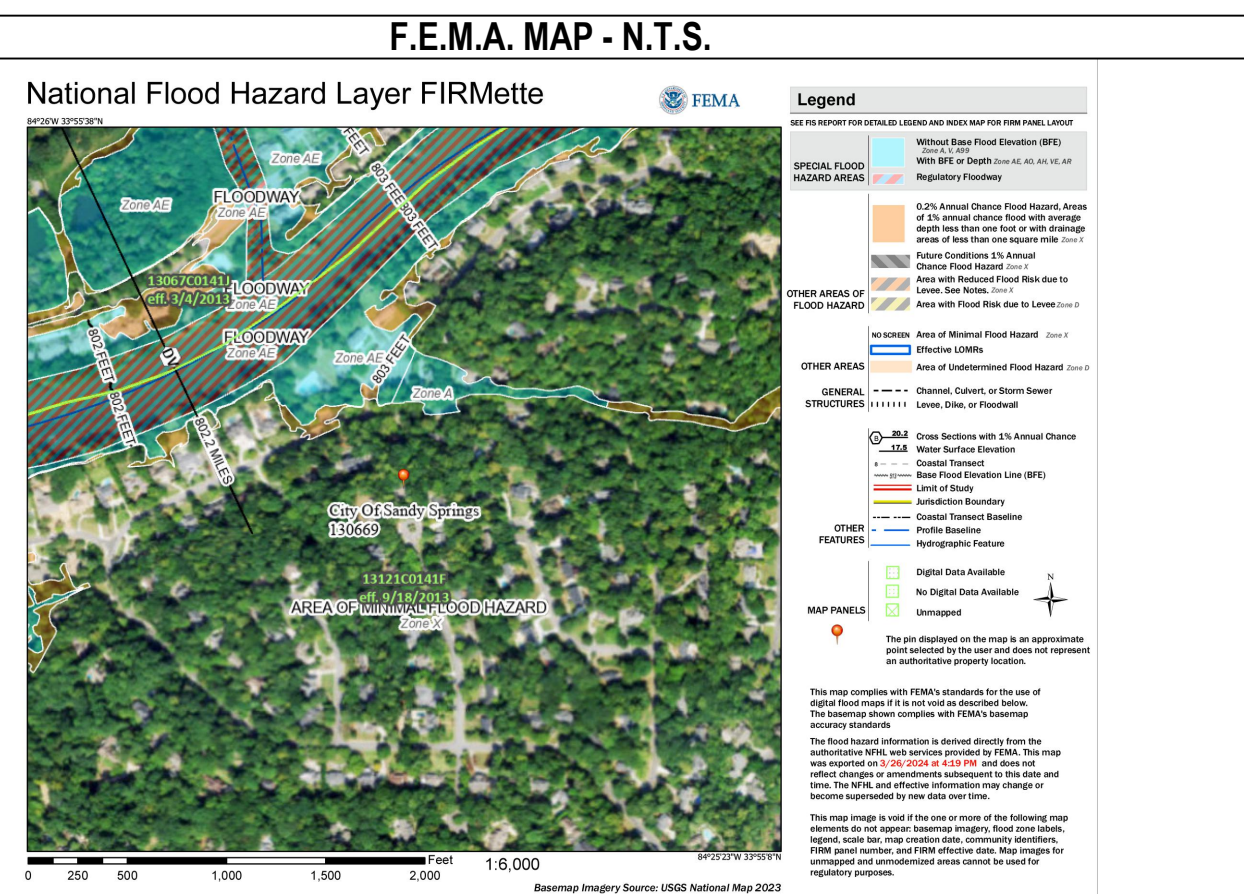 F.E.M.A. MAP - N.T.S.
National Flood Hazard Layer FIRMette
FEMA
84°26'W 33°55'38"N
FEET
Zone AE
803 FEET
803 FEET
Zone AE
FLOODWAY
Zone AE
13067C0141J
eff. 3/4/2013
FLOODWAY
Zone AE
FLOODWAY
Zone AE
802 FEET
Zone AE
803 FEET
Zone A
802 FEET
802.2 MILES
City Of Sandy Springs
130669
13121C0141F
eff. 9/18/2013
AREA OF MINIMAL FLOOD HAZARD
Zone X
Feet
1:6,000
84°25'23"W 33°55'8"N
0 250 500 1,000 1,500 2,000
Basemap Imagery Source: USGS National Map 2023
Legend
SEE FIS REPORT FOR DETAILED LEGEND AND INDEX MAP FOR FIRM PANEL LAYOUT
SPECIAL FLOOD
HAZARD AREAS
Without Base Flood Elevation (BFE)
Zone A, V, A99
With BFE or Depth Zone AE, AO, AH, VE, AR
Regulatory Floodway
0.2% Annual Chance Flood Hazard, Areas
of 1% annual chance flood with average
depth less than one foot or with drainage
areas of less than one square mile Zone X
Future Conditions 1% Annual
Chance Flood Hazard Zone X
Area with Reduced Flood Risk due to
Levee. See Notes. Zone X
Area with Flood Risk due to Levee Zone D
OTHER AREAS OF
FLOOD HAZARD
NO SCREEN Area of Minimal Flood Hazard Zone X
Effective LOMRs
OTHER AREAS
Area of Undetermined Flood Hazard Zone D
GENERAL
STRUCTURES
Channel, Culvert, or Storm Sewer
Levee, Dike, or Floodwall
B 20.2 Cross Sections with 1% Annual Chance
17.5 Water Surface Elevation
8 Coastal Transect
513 Base Flood Elevation Line (BFE)
Limit of Study
Jurisdiction Boundary
Coastal Transect Baseline
OTHER
FEATURES
Profile Baseline
Hydrographic Feature
Digital Data Available
No Digital Data Available
Unmapped
MAP PANELS
N
The pin displayed on the map is an approximate
point selected by the user and does not represent
an authoritative property location.
This map complies with FEMA's standards for the use of
digital flood maps if it is not void as described below.
The basemap shown complies with FEMA's basemap
accuracy standards
The flood hazard information is derived directly from the
authoritative NFHL web services provided by FEMA. This map
was exported on 3/26/2024 at 4:19 PM and does not
reflect changes or amendments subsequent to this date and
time. The NFHL and effective information may change or
become superseded by new data over time.
This map image is void if the one or more of the following map
elements do not appear: basemap imagery, flood zone labels,
legend, scale bar, map creation date, community identifiers,
FIRM panel number, and FIRM effective date. Map images for
unmapped and unmodernized areas cannot be used for
regulatory purposes.